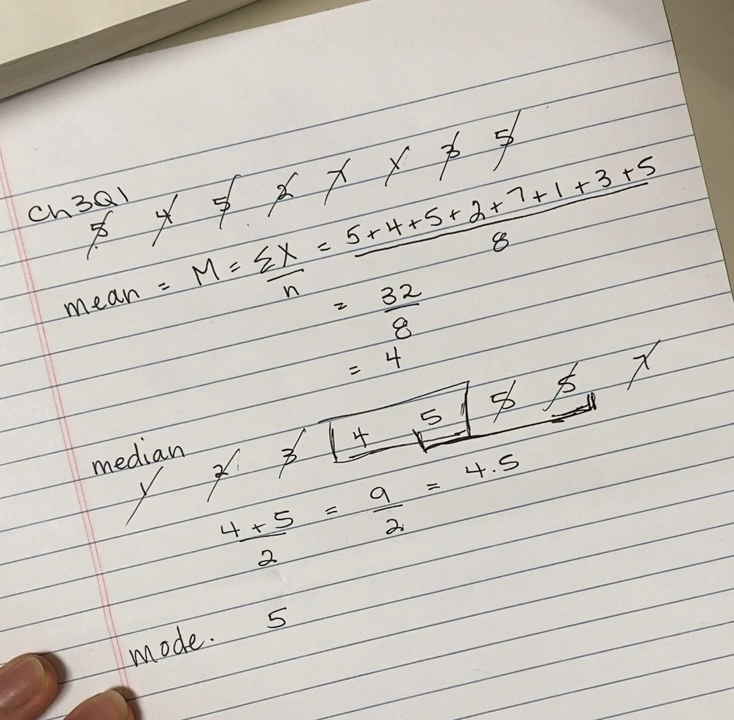 Ch3Q1
5 4 5 2 7 1 3 5
mean = M = ΣX/n = 5+4+5+2+7+1+3+5/8
= 32/8
= 4
median
1 2 3 4 5 5 5 7
4+5/2 = 9/2 = 4.5
mode. 5